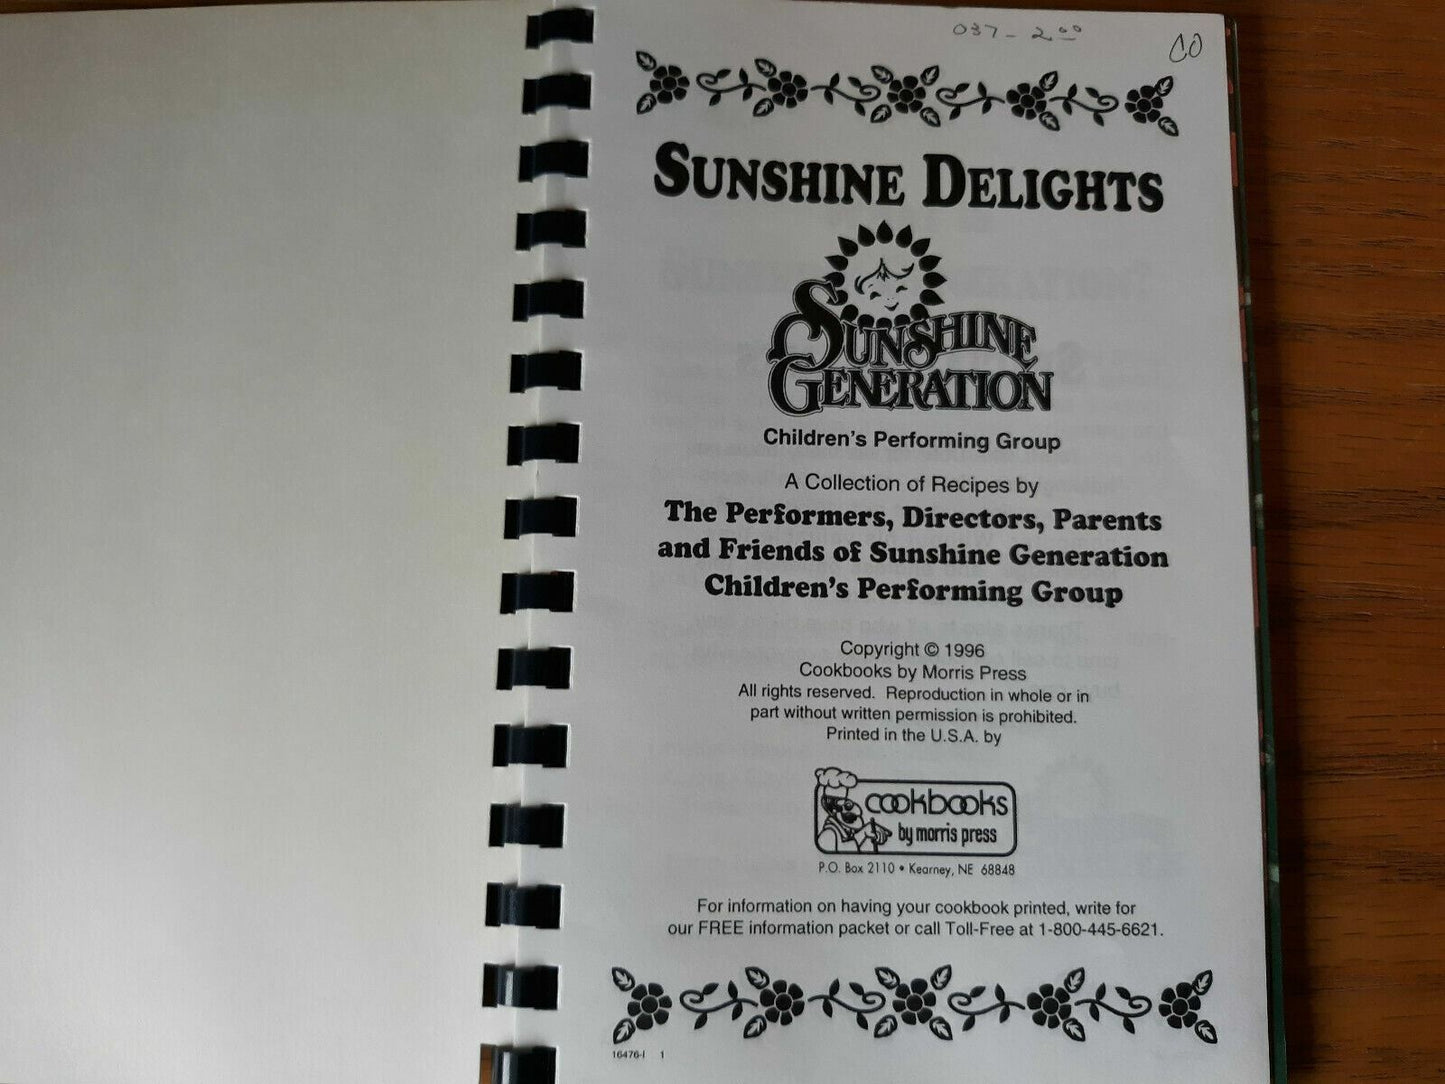 037 - 2.00
CO
SUNSHINE DELIGHTS
SUNSHINE
GENERATION
Children's Performing Group
A Collection of Recipes by
The Performers, Directors, Parents
and Friends of Sunshine Generation
Children's Performing Group
Copyright © 1996
Cookbooks by Morris Press
All rights reserved. Reproduction in whole or in
part without written permission is prohibited.
Printed in the U.S.A. by
cookbooks
by morris press
P.O. Box 2110 • Kearney, NE 68848
For information on having your cookbook printed, write for
our FREE information packet or call Toll-Free at 1-800-445-6621.
16476-I 1